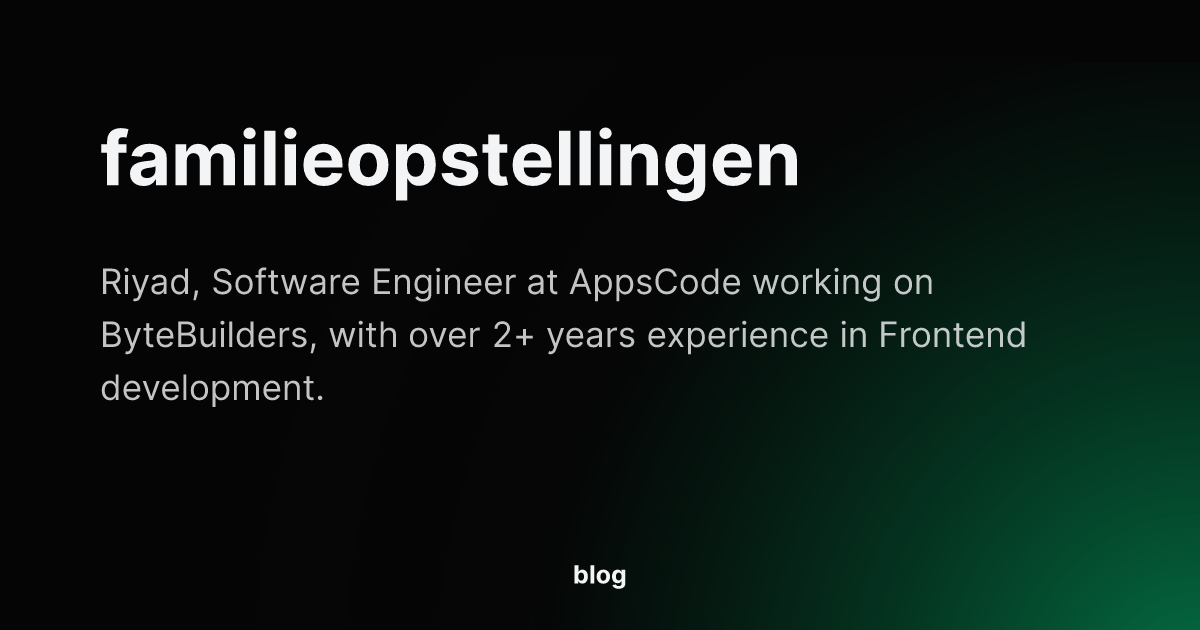 familieopstellingen
Riyad, Software Engineer at AppsCode working on
ByteBuilders, with over 2+ years experience in Frontend
development.
blog